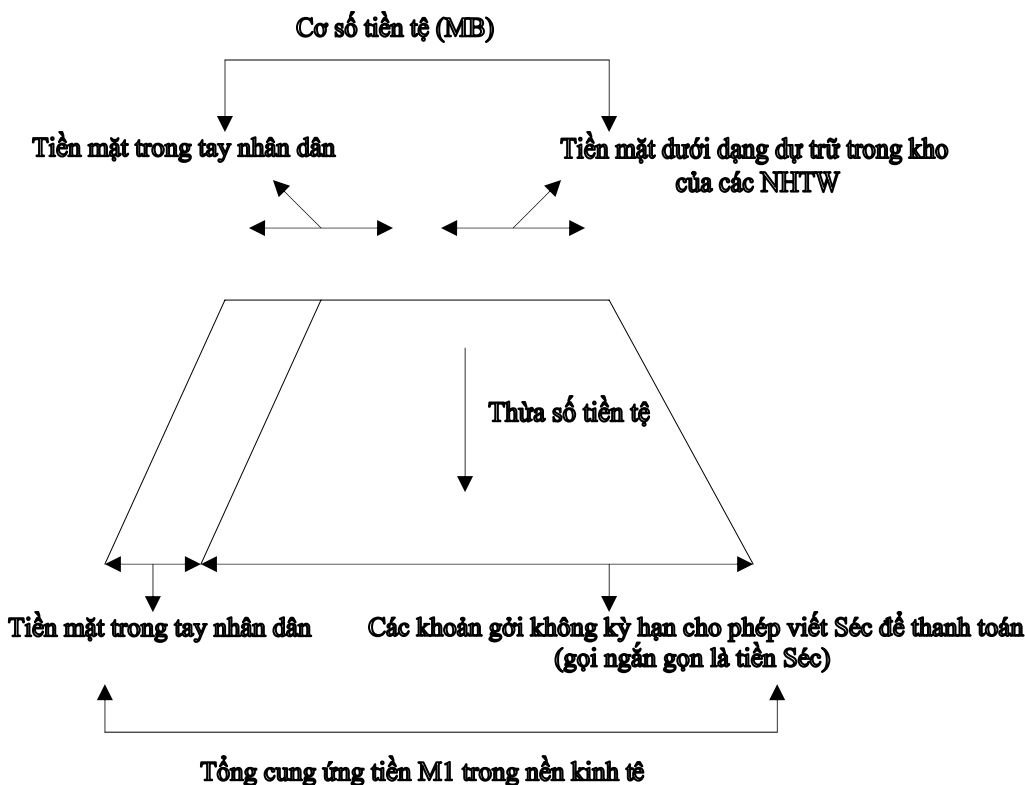 Cơ số tiền tệ (MB)
Tiền mặt trong tay nhân dân
Tiền mặt dưới dạng dự trữ trong kho
của các NHTW
Thừa số tiền tệ
Tiền mặt trong tay nhân dân
Các khoản gởi không kỳ hạn cho phép viết Séc để thanh toán
(gọi ngắn gọn là tiền Séc)
Tổng cung ứng tiền M1 trong nền kinh tê